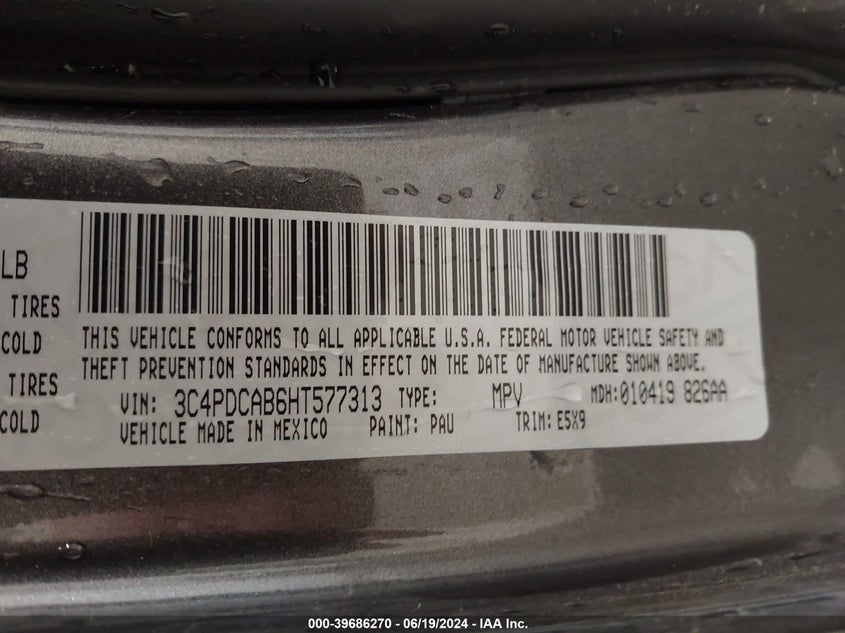 LB
TIRES
COLD
TIRES
COLD
THIS VEHICLE CONFORMS TO ALL APPLICABLE U.S.A. FEDERAL MOTOR VEHICLE SAFETY AND
THEFT PREVENTION STANDARDS IN EFFECT ON THE DATE OF MANUFACTURE SHOWN ABOVE.
VIN: 3C4PDCAB6HT577313 TYPE: MPV MDH:010419 826AA
VEHICLE MADE IN MEXICO PAINT: PAU TRIM: E5X9
000-39686270 - 06/19/2024 - IAA Inc.